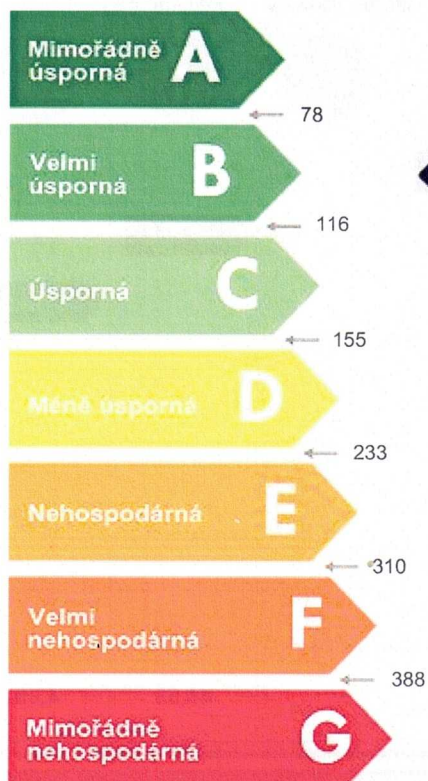 Mimořádně
úsporná
A
78
Velmi
úsporná
B
116
Úsporná
C
155
Méně úsporná
D
233
Nehospodárná
E
310
Velmi
nehospodárná
F
388
Mimořádně
nehospodárná
G